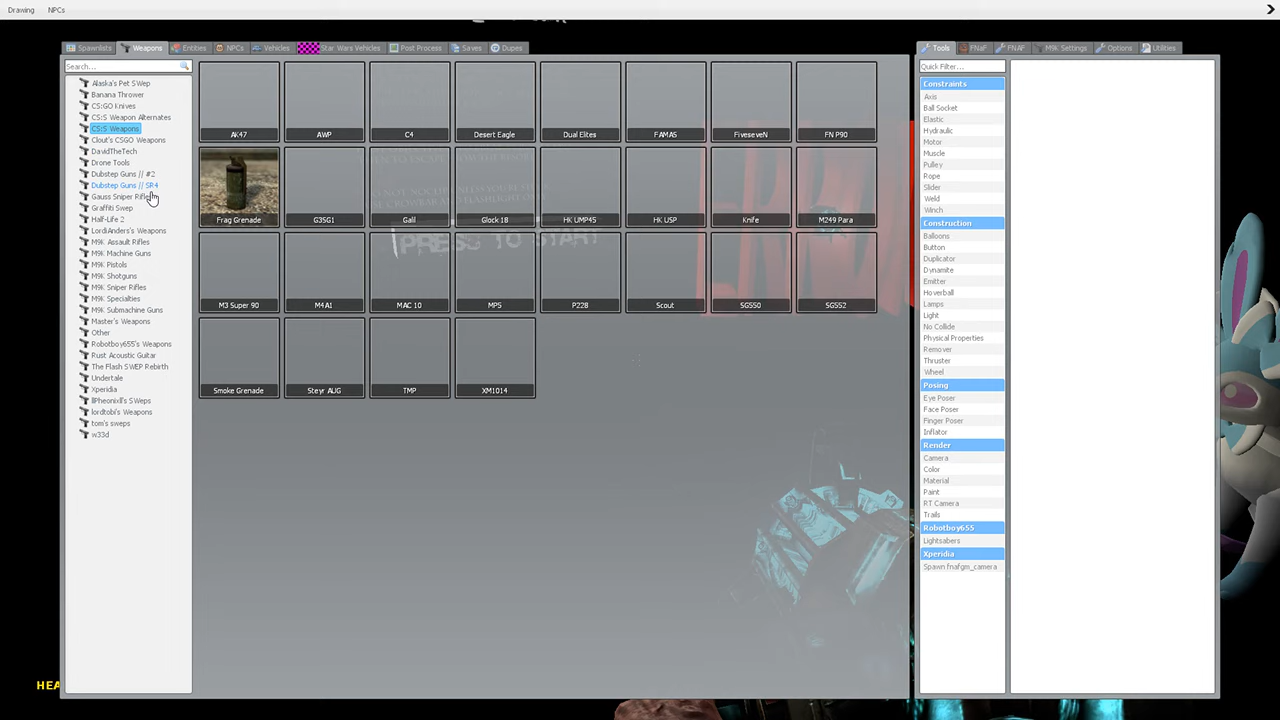 Drawing NPCs
Spawnlists Weapons Entities NPCs Vehicles Star Wars Vehicles Post Process Saves Dupes
Search...
Alaska's Pet SWep
Banana Thrower
CS:GO Knives
CS:S Weapon Alternates
CS:S Weapons
Clout's CSGO Weapons
DavidTheTech
Drone Tools
Dubstep Guns // #2
Dubstep Guns // SR4
Gauss Sniper Rifle
Graffiti Swep
Half-Life 2
LordiAnders's Weapons
M9K Assault Rifles
M9K Machine Guns
M9K Pistols
M9K Shotguns
M9K Sniper Rifles
M9K Specialties
M9K Submachine Guns
Master's Weapons
Other
Robotboy655's Weapons
Rust Acoustic Guitar
The Flash SWEP Rebirth
Undertale
Xperidia
llPheonixll's SWeps
lordtobi's Weapons
tom's sweps
w33d
AK47 AWP C4 Desert Eagle Dual Elites FAMAS FiveseveN FN P90
Frag Grenade G3SG1 Galil Glock 18 HK UMP45 HK USP Knife M249 Para
PRESS TO START
M3 Super 90 M4A1 MAC 10 MP5 P228 Scout SG550 SG552
Smoke Grenade Steyr AUG TMP XM1014
Tools FNaF FNAF M9K Settings Options Utilities
Quick Filter...
Constraints
Axis
Ball Socket
Elastic
Hydraulic
Motor
Muscle
Pulley
Rope
Slider
Weld
Winch
Construction
Balloons
Button
Duplicator
Dynamite
Emitter
Hoverball
Lamps
Light
No Collide
Physical Properties
Remover
Thruster
Wheel
Posing
Eye Poser
Face Poser
Finger Poser
Inflator
Render
Camera
Color
Material
Paint
RT Camera
Trails
Robotboy655
Lightsabers
Xperidia
Spawn fnafgm_camera
HEA